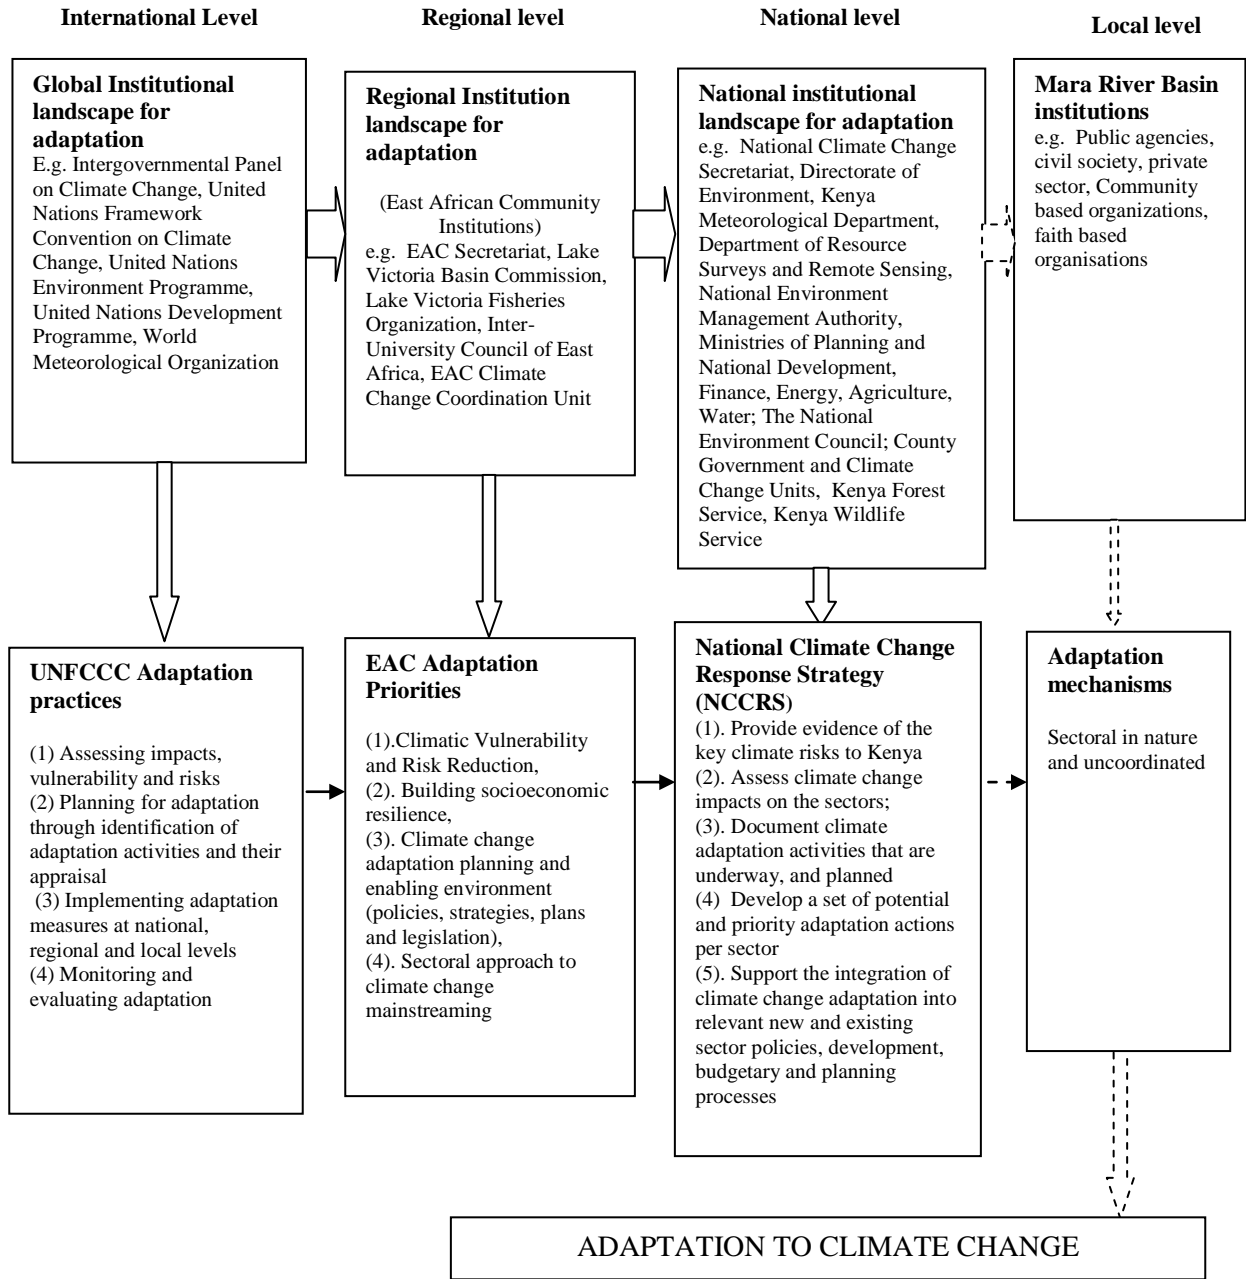 International Level
Regional level
National level
Local level
Global Institutional
landscape for
adaptation
E.g. Intergovernmental Panel
on Climate Change, United
Nations Framework
Convention on Climate
Change, United Nations
Environment Programme,
United Nations Development
Programme, World
Meteorological Organization
Regional Institution
landscape for
adaptation
(East African Community
Institutions)
e.g. EAC Secretariat, Lake
Victoria Basin Commission,
Lake Victoria Fisheries
Organization, Inter-
University Council of East
Africa, EAC Climate
Change Coordination Unit
National institutional
landscape for adaptation
e.g. National Climate Change
Secretariat, Directorate of
Environment, Kenya
Meteorological Department,
Department of Resource
Surveys and Remote Sensing,
National Environment
Management Authority,
Ministries of Planning and
National Development,
Finance, Energy, Agriculture,
Water; The National
Environment Council; County
Government and Climate
Change Units, Kenya Forest
Service, Kenya Wildlife
Service
Mara River Basin
institutions
e.g. Public agencies,
civil society, private
sector, Community
based organizations,
faith based
organisations
UNFCCC Adaptation
practices
(1) Assessing impacts,
vulnerability and risks
(2) Planning for adaptation
through identification of
adaptation activities and their
appraisal
(3) Implementing adaptation
measures at national,
regional and local levels
(4) Monitoring and
evaluating adaptation
EAC Adaptation
Priorities
(1).Climatic Vulnerability
and Risk Reduction,
(2). Building socioeconomic
resilience,
(3). Climate change
adaptation planning and
enabling environment
(policies, strategies, plans
and legislation),
(4). Sectoral approach to
climate change
mainstreaming
National Climate Change
Response Strategy
(NCCRS)
(1). Provide evidence of the
key climate risks to Kenya
(2). Assess climate change
impacts on the sectors;
(3). Document climate
adaptation activities that are
underway, and planned
(4) Develop a set of potential
and priority adaptation actions
per sector
(5). Support the integration of
climate change adaptation into
relevant new and existing
sector policies, development,
budgetary and planning
processes
Adaptation
mechanisms
Sectoral in nature
and uncoordinated
ADAPTATION TO CLIMATE CHANGE